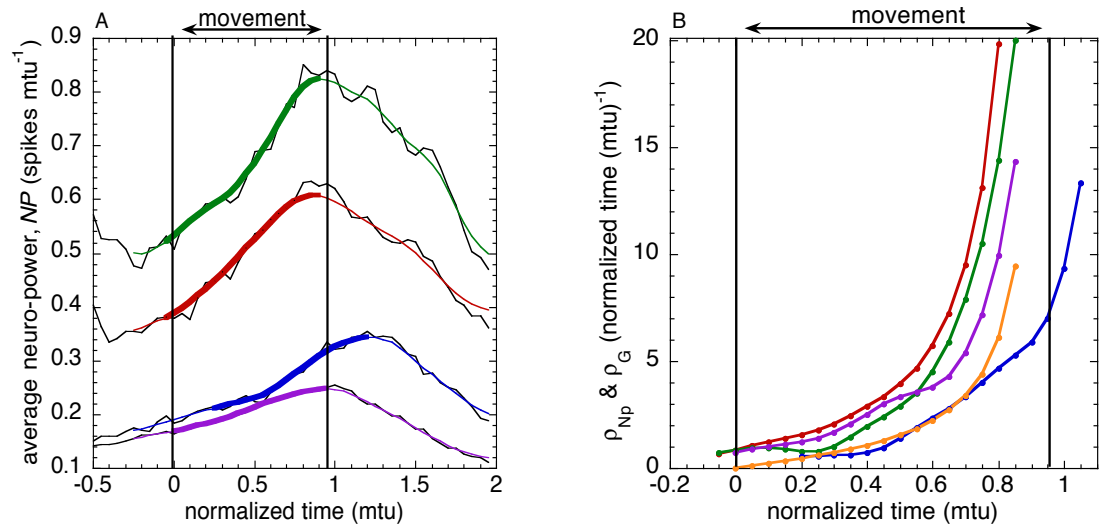 A
movement
average neuro-power, NP (spikes mtu-1)
0.9
0.8
0.7
0.6
0.5
0.4
0.3
0.2
0.1
-0.5 0 0.5 1 1.5 2
normalized time (mtu)
B
movement
ρNp & ρG (normalized time (mtu)-1
20
15
10
5
0
-0.2 0 0.2 0.4 0.6 0.8 1
normalized time (mtu)